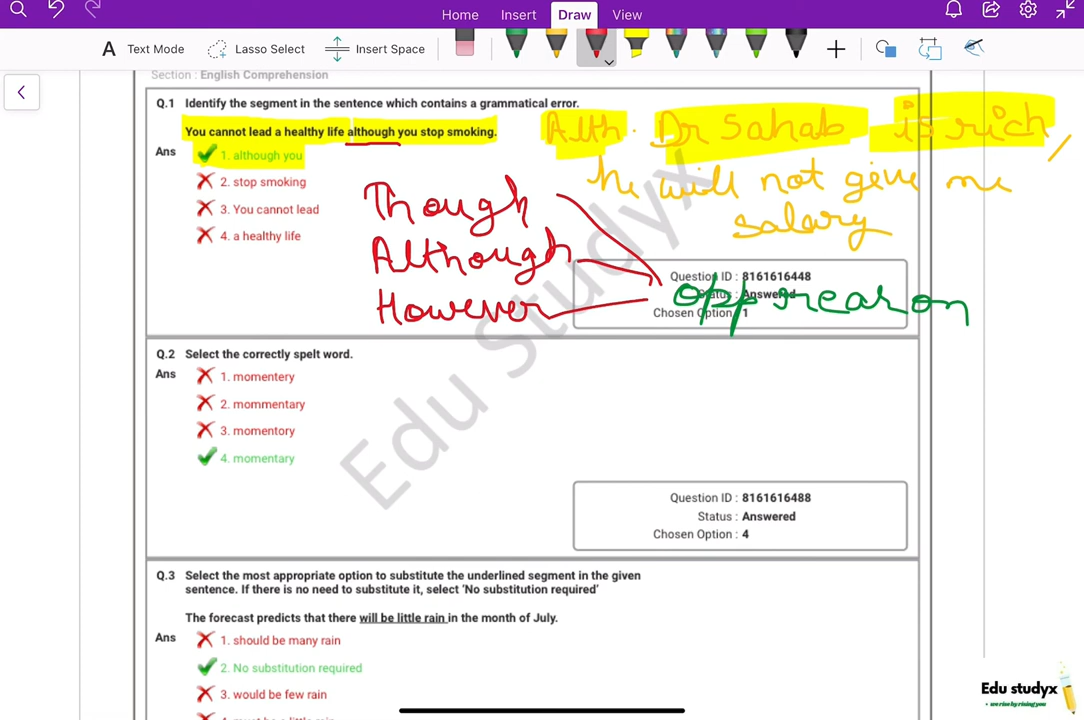 Home Insert Draw View
A Text Mode Lasso Select Insert Space
Section : English Comprehension
Q.1 Identify the segment in the sentence which contains a grammatical error.
You cannot lead a healthy life although you stop smoking.
Alth. Dr Sahab is rich,
he will not give me
salary
Ans 1. although you
2. stop smoking
3. You cannot lead
4. a healthy life
Though
Although
However
Question ID : 8161616448
Status : Answered
Chosen Option : 1
Q.2 Select the correctly spelt word.
Ans 1. momentery
2. mommentary
3. momentory
4. momentary
Question ID : 8161616488
Status : Answered
Chosen Option : 4
Q.3 Select the most appropriate option to substitute the underlined segment in the given
sentence. If there is no need to substitute it, select 'No substitution required'
The forecast predicts that there will be little rain in the month of July.
Ans 1. should be many rain
2. No substitution required
3. would be few rain
Edu Studyx
Edu studyx